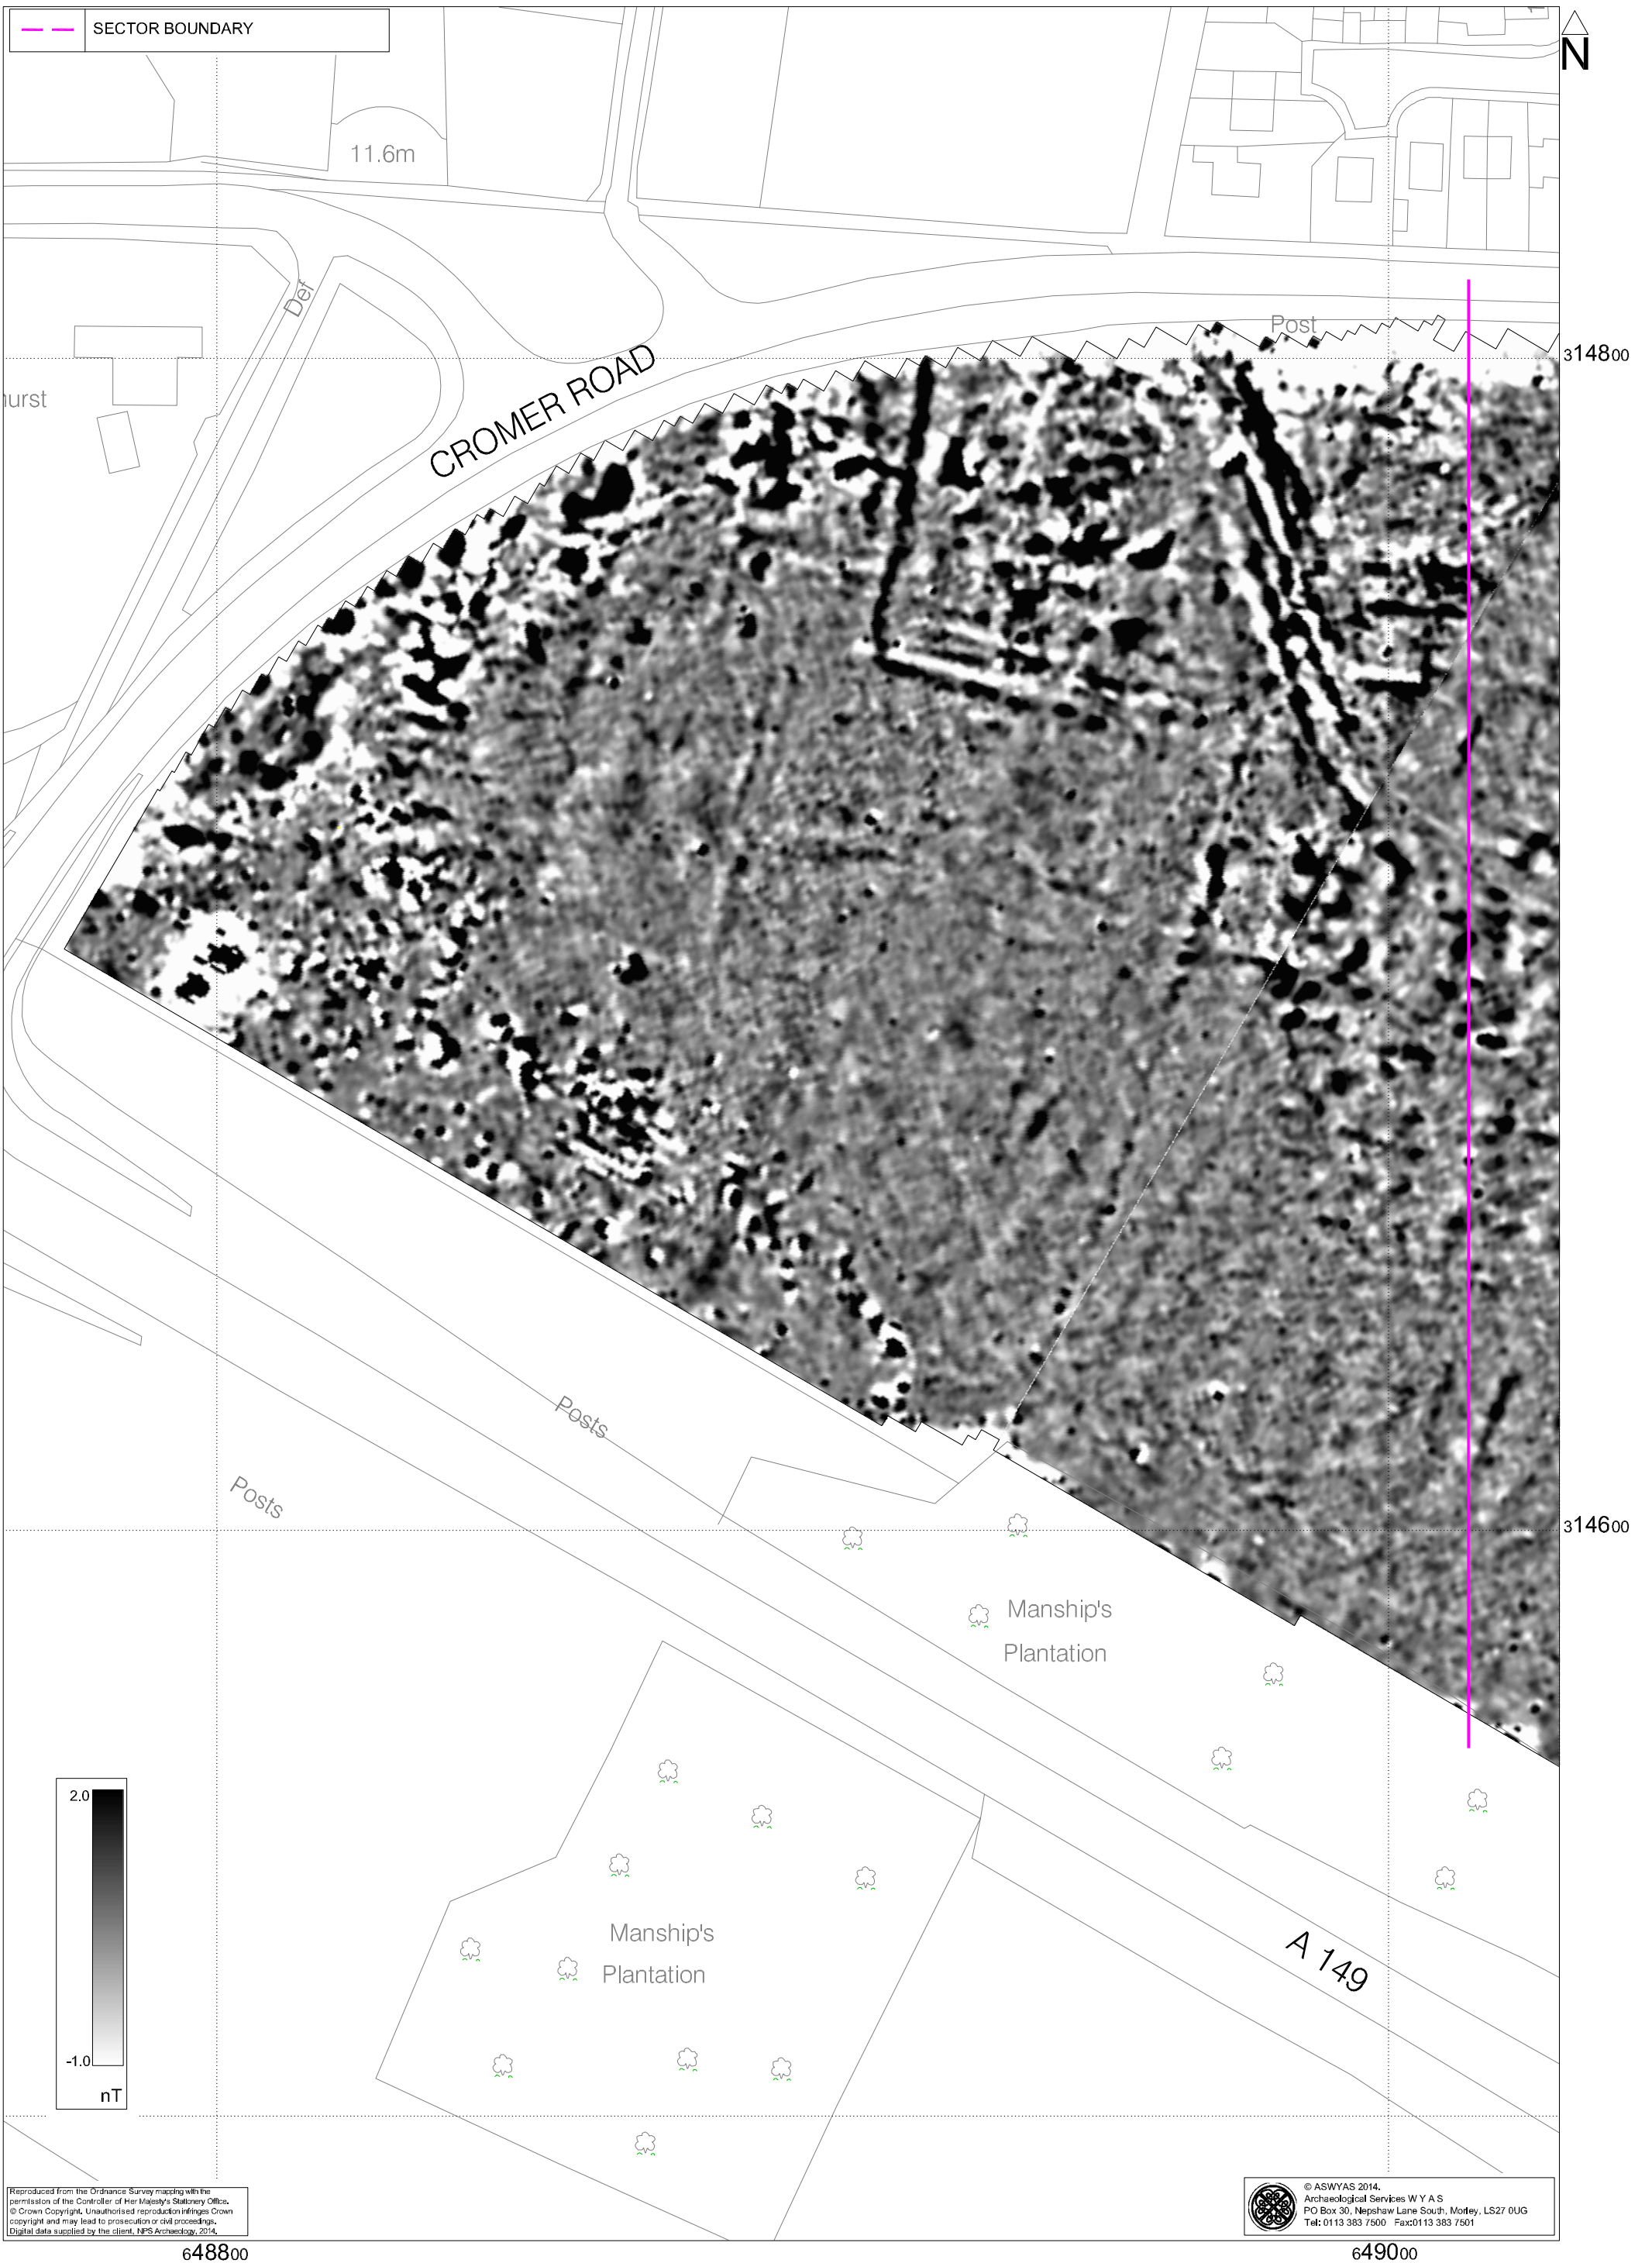 SECTOR BOUNDARY
N
11.6m
Def
Post
314800
CROMER ROAD
urst
Posts
Posts
314600
Manship's
Plantation
2.0
-1.0
nT
Manship's
Plantation
A 149
Reproduced from the Ordnance Survey mapping with the
permission of the Controller of Her Majesty's Stationery Office.
© Crown Copyright. Unauthorised reproduction infringes Crown
copyright and may lead to prosecution or civil proceedings.
Digital data supplied by the client, NPS Archaeology, 2014.
© ASWYAS 2014.
Archaeological Services W Y A S
PO Box 30, Nepshaw Lane South, Morley, LS27 0UG
Tel: 0113 383 7500 Fax:0113 383 7501
648800
649000